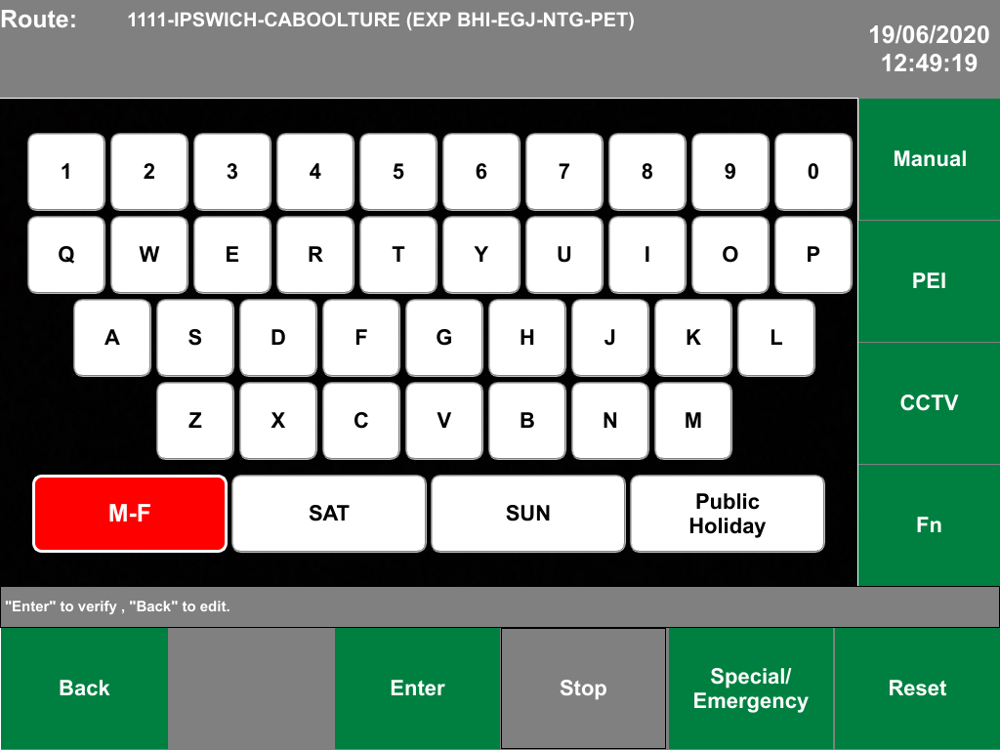 Route: 1111-IPSWICH-CABOOLTURE (EXP BHI-EGJ-NTG-PET)
19/06/2020
12:49:19
1 2 3 4 5 6 7 8 9 0
Q W E R T Y U I O P
A S D F G H J K L
Z X C V B N M
M-F SAT SUN Public
Holiday
Manual
PEI
CCTV
Fn
"Enter" to verify , "Back" to edit.
Back Enter Stop Special/
Emergency
Reset